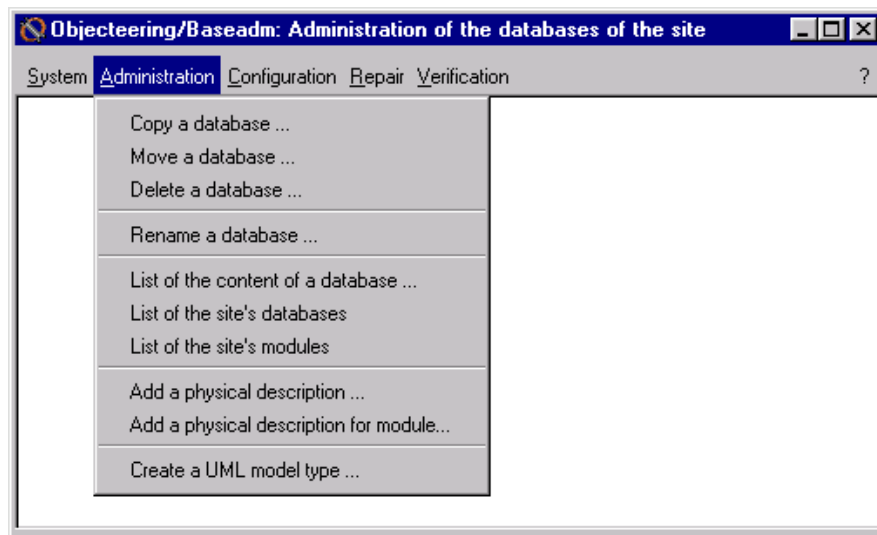 Objecteering/Baseadm: Administration of the databases of the site
System Administration Configuration Repair Verification ?
Copy a database ...
Move a database ...
Delete a database ...
Rename a database ...
List of the content of a database ...
List of the site's databases
List of the site's modules
Add a physical description ...
Add a physical description for module...
Create a UML model type ...